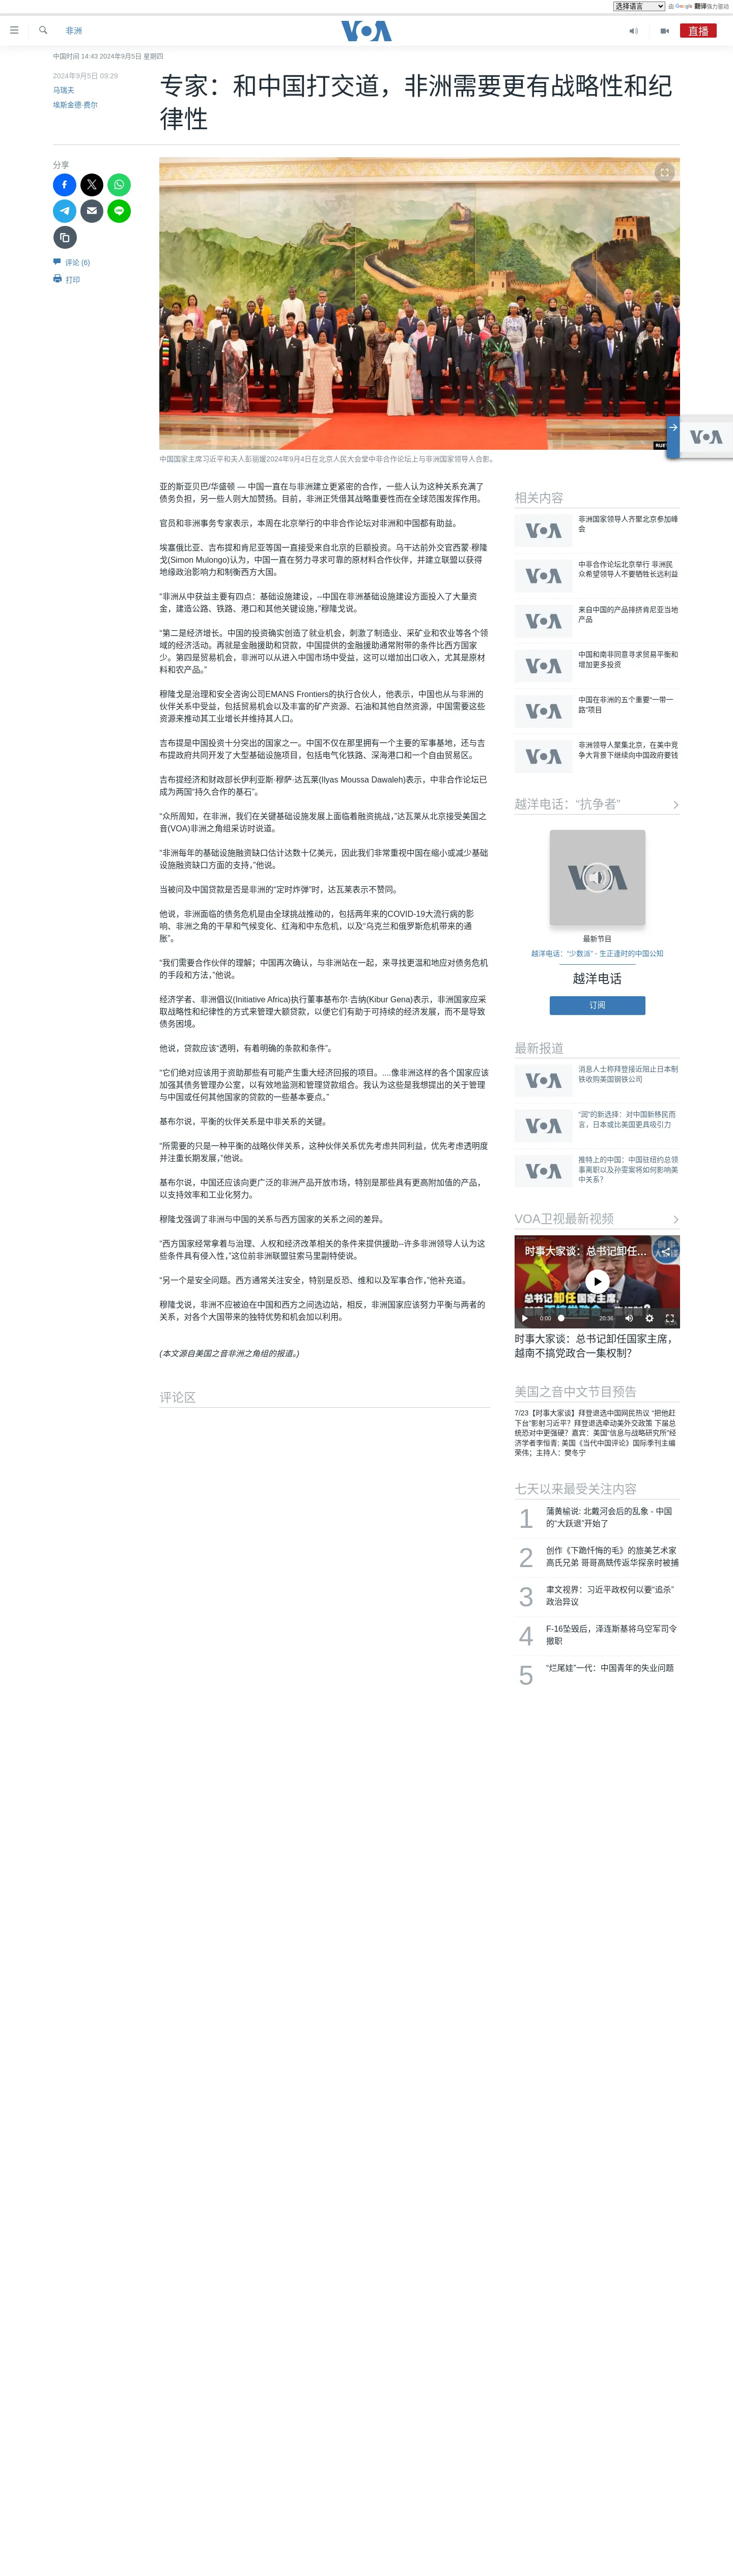 选择语言 由 Google 翻译强力驱动
非洲
VOA
直播
中国时间 14:43 2024年9月5日 星期四
2024年9月5日 09:29
马瑞夫
埃斯金德·费尔
专家：和中国打交道，非洲需要更有战略性和纪
律性
分享
评论 (6)
打印
中国国家主席习近平和夫人彭丽媛2024年9月4日在北京人民大会堂中非合作论坛上与非洲国家领导人合影。
亚的斯亚贝巴/华盛顿 — 中国一直在与非洲建立更紧密的合作，一些人认为这种关系充满了
债务负担，另一些人则大加赞扬。目前，非洲正凭借其战略重要性而在全球范围发挥作用。
官员和非洲事务专家表示，本周在北京举行的中非合作论坛对非洲和中国都有助益。
埃塞俄比亚、吉布提和肯尼亚等国一直接受来自北京的巨额投资。乌干达前外交官西蒙·穆隆
戈(Simon Mulongo)认为，中国一直在努力寻求可靠的原材料合作伙伴，并建立联盟以获得
地缘政治影响力和制衡西方大国。
“非洲从中获益主要有四点：基础设施建设，--中国在非洲基础设施建设方面投入了大量资
金，建造公路、铁路、港口和其他关键设施，”穆隆戈说。
“第二是经济增长。中国的投资确实创造了就业机会，刺激了制造业、采矿业和农业等各个领
域的经济活动。再就是金融援助和贷款，中国提供的金融援助通常附带的条件比西方国家
少。第四是贸易机会，非洲可以从进入中国市场中受益，这可以增加出口收入，尤其是原材
料和农产品。”
穆隆戈是治理和安全咨询公司EMANS Frontiers的执行合伙人，他表示，中国也从与非洲的
伙伴关系中受益，包括贸易机会以及丰富的矿产资源、石油和其他自然资源，中国需要这些
资源来推动其工业增长并维持其人口。
吉布提是中国投资十分突出的国家之一。中国不仅在那里拥有一个主要的军事基地，还与吉
布提政府共同开发了大型基础设施项目，包括电气化铁路、深海港口和一个自由贸易区。
吉布提经济和财政部长伊利亚斯·穆萨·达瓦莱(Ilyas Moussa Dawaleh)表示，中非合作论坛已
成为两国“持久合作的基石”。
“众所周知，在非洲，我们在关键基础设施发展上面临着融资挑战，”达瓦莱从北京接受美国之
音(VOA)非洲之角组采访时说道。
“非洲每年的基础设施融资缺口估计达数十亿美元，因此我们非常重视中国在缩小或减少基础
设施融资缺口方面的支持，”他说。
当被问及中国贷款是否是非洲的“定时炸弹”时，达瓦莱表示不赞同。
他说，非洲面临的债务危机是由全球挑战推动的，包括两年来的COVID-19大流行病的影
响、非洲之角的干旱和气候变化、红海和中东危机，以及“乌克兰和俄罗斯危机带来的通
胀”。
“我们需要合作伙伴的理解；中国再次确认，与非洲站在一起，来寻找更温和地应对债务危机
的手段和方法，”他说。
经济学者、非洲倡议(Initiative Africa)执行董事基布尔·吉纳(Kibur Gena)表示，非洲国家应采
取战略性和纪律性的方式来管理大额贷款，以便它们有助于可持续的经济发展，而不是导致
债务困境。
他说，贷款应该“透明，有着明确的条款和条件”。
“它们绝对应该用于资助那些有可能产生重大经济回报的项目。....像非洲这样的各个国家应该
加强其债务管理办公室，以有效地监测和管理贷款组合。我认为这些是我想提出的关于管理
与中国或任何其他国家的贷款的一些基本要点。”
基布尔说，平衡的伙伴关系是中非关系的关键。
“所需要的只是一种平衡的战略伙伴关系，这种伙伴关系优先考虑共同利益，优先考虑透明度
并注重长期发展，”他说。
基布尔说，中国还应该向更广泛的非洲产品开放市场，特别是那些具有更高附加值的产品，
以支持效率和工业化努力。
穆隆戈强调了非洲与中国的关系与西方国家的关系之间的差异。
“西方国家经常拿着与治理、人权和经济改革相关的条件来提供援助--许多非洲领导人认为这
些条件具有侵入性，”这位前非洲联盟驻索马里副特使说。
“另一个是安全问题。西方通常关注安全，特别是反恐、维和以及军事合作，”他补充道。
穆隆戈说，非洲不应被迫在中国和西方之间选边站，相反，非洲国家应该努力平衡与两者的
关系，对各个大国带来的独特优势和机会加以利用。
(本文源自美国之音非洲之角组的报道。)
评论区
相关内容
非洲国家领导人齐聚北京参加峰
会
中非合作论坛北京举行 非洲民
众希望领导人不要牺牲长远利益
来自中国的产品排挤肯尼亚当地
产品
中国和南非同意寻求贸易平衡和
增加更多投资
中国在非洲的五个重要“一带一
路”项目
非洲领导人聚集北京，在美中竞
争大背景下继续向中国政府要钱
越洋电话：“抗争者”
最新节目
越洋电话：“少数派” - 生正逢时的中国公知
越洋电话
订阅
最新报道
消息人士称拜登接近阻止日本制
铁收购美国钢铁公司
“润”的新选择：对中国新移民而
言，日本或比美国更具吸引力
推特上的中国：中国驻纽约总领
事离职以及孙雯案将如何影响美
中关系？
VOA卫视最新视频
时事大家谈：总书记卸任...
总书记卸任国家主席，
0:00 20:36
时事大家谈：总书记卸任国家主席，
越南不搞党政合一集权制？
美国之音中文节目预告
7/23【时事大家谈】拜登退选中国网民热议 “把他赶
下台”影射习近平？拜登退选牵动美外交政策 下届总
统恐对中更强硬？嘉宾：美国“信息与战略研究所”经
济学者李恒青; 美国《当代中国评论》国际季刊主编
荣伟；主持人：樊冬宁
七天以来最受关注内容
1 蒲黄榆说: 北戴河会后的乱象 - 中国
的“大跃退”开始了
2 创作《下跪忏悔的毛》的旅美艺术家
高氏兄弟 哥哥高兟传返华探亲时被捕
3 聿文视界：习近平政权何以要“追杀”
政治异议
4 F-16坠毁后，泽连斯基将乌空军司令
撤职
5 “烂尾娃”一代：中国青年的失业问题